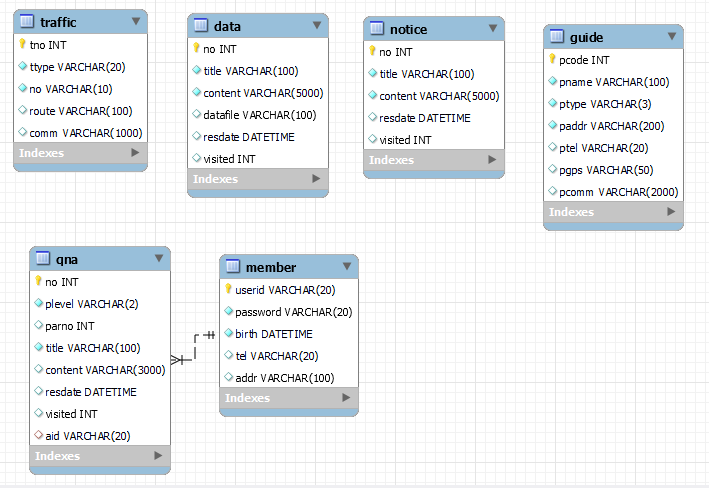 traffic
tno INT
ttype VARCHAR(20)
no VARCHAR(10)
route VARCHAR(100)
comm VARCHAR(1000)
Indexes
data
no INT
title VARCHAR(100)
content VARCHAR(5000)
datafile VARCHAR(100)
resdate DATETIME
visited INT
Indexes
notice
no INT
title VARCHAR(100)
content VARCHAR(5000)
resdate DATETIME
visited INT
Indexes
guide
pcode INT
pname VARCHAR(100)
ptype VARCHAR(3)
paddr VARCHAR(200)
ptel VARCHAR(20)
pgps VARCHAR(50)
pcomm VARCHAR(2000)
Indexes
qna
no INT
plevel VARCHAR(2)
parno INT
title VARCHAR(100)
content VARCHAR(3000)
resdate DATETIME
visited INT
aid VARCHAR(20)
Indexes
member
userid VARCHAR(20)
password VARCHAR(20)
birth DATETIME
tel VARCHAR(20)
addr VARCHAR(100)
Indexes